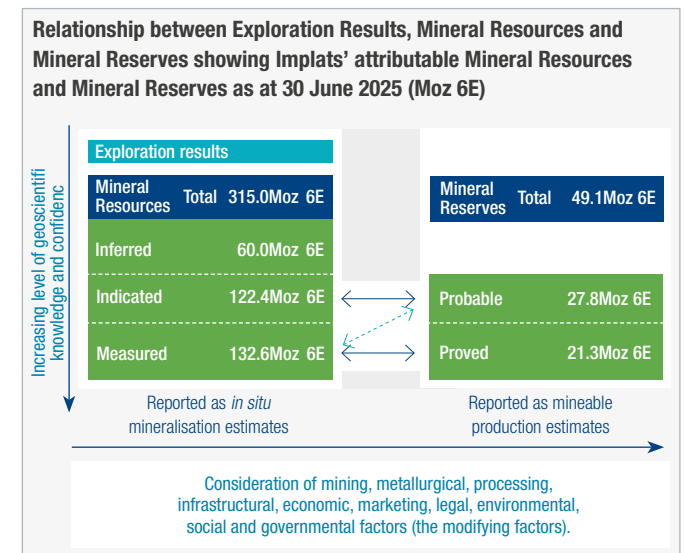 Relationship between Exploration Results, Mineral Resources and
Mineral Reserves showing Implats’ attributable Mineral Resources
and Mineral Reserves as at 30 June 2025 (Moz 6E)
Increasing level of geoscientifi
knowledge and confidenc
Exploration results
Mineral
Resources Total 315.0Moz 6E
Inferred 60.0Moz 6E
Indicated 122.4Moz 6E
Measured 132.6Moz 6E
Reported as in situ
mineralisation estimates
Mineral
Reserves Total 49.1Moz 6E
Probable 27.8Moz 6E
Proved 21.3Moz 6E
Reported as mineable
production estimates
Consideration of mining, metallurgical, processing,
infrastructural, economic, marketing, legal, environmental,
social and governmental factors (the modifying factors).